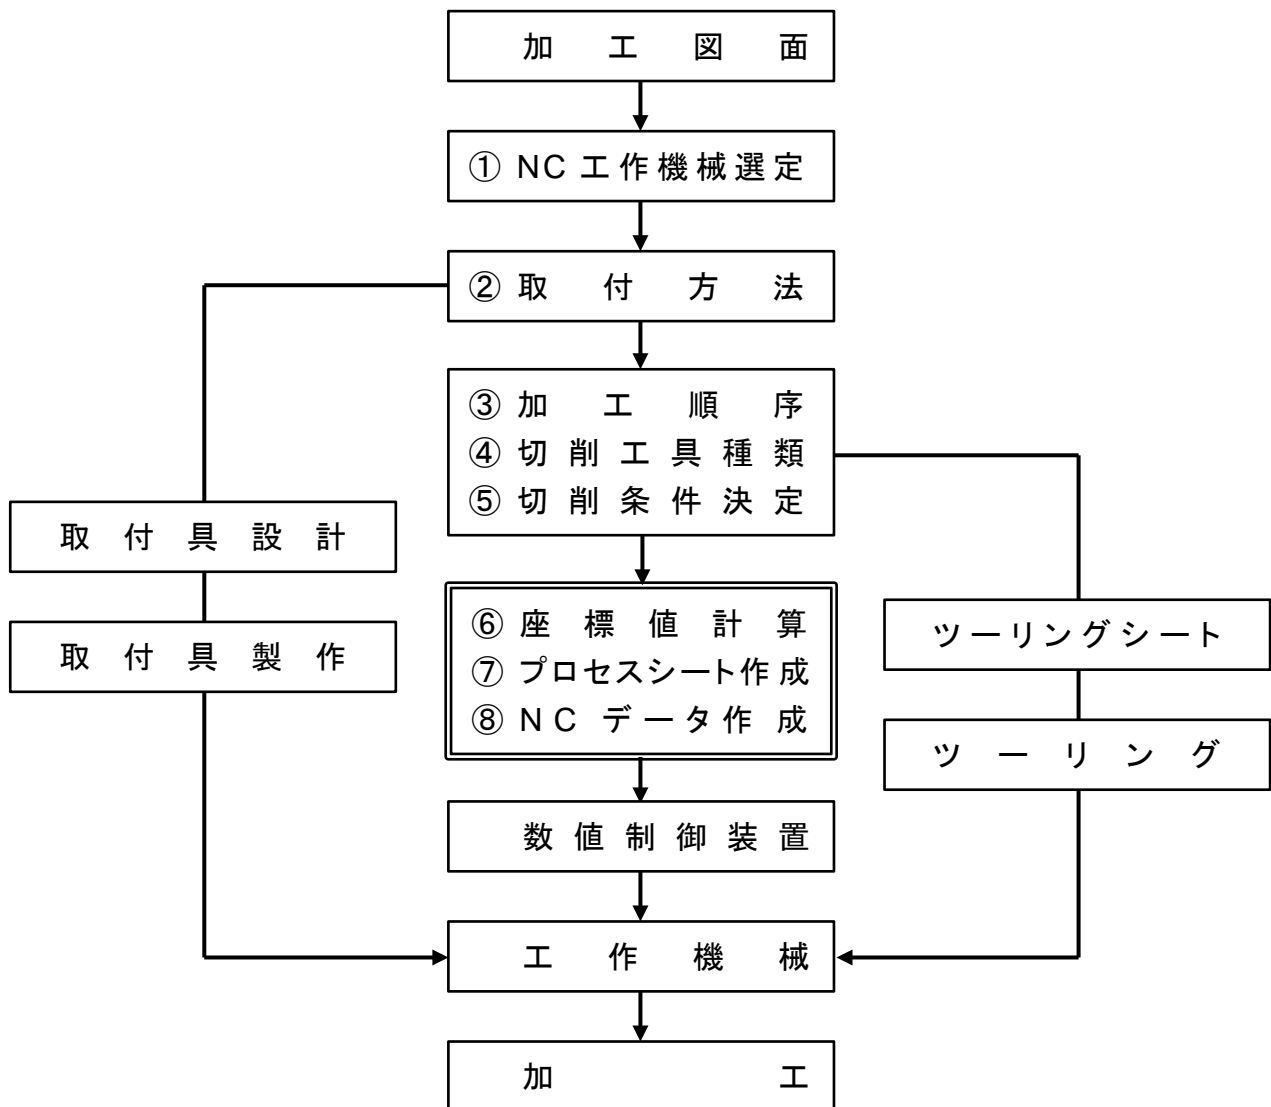 加工図面
① NC工作機械選定
② 取付方法
③ 加工順序
④ 切削工具種類
⑤ 切削条件決定
取付具設計
取付具製作
⑥ 座標値計算
⑦ プロセスシート作成
⑧ NCデータ作成
ツーリングシート
ツーリング
数値制御装置
工作機械
加工